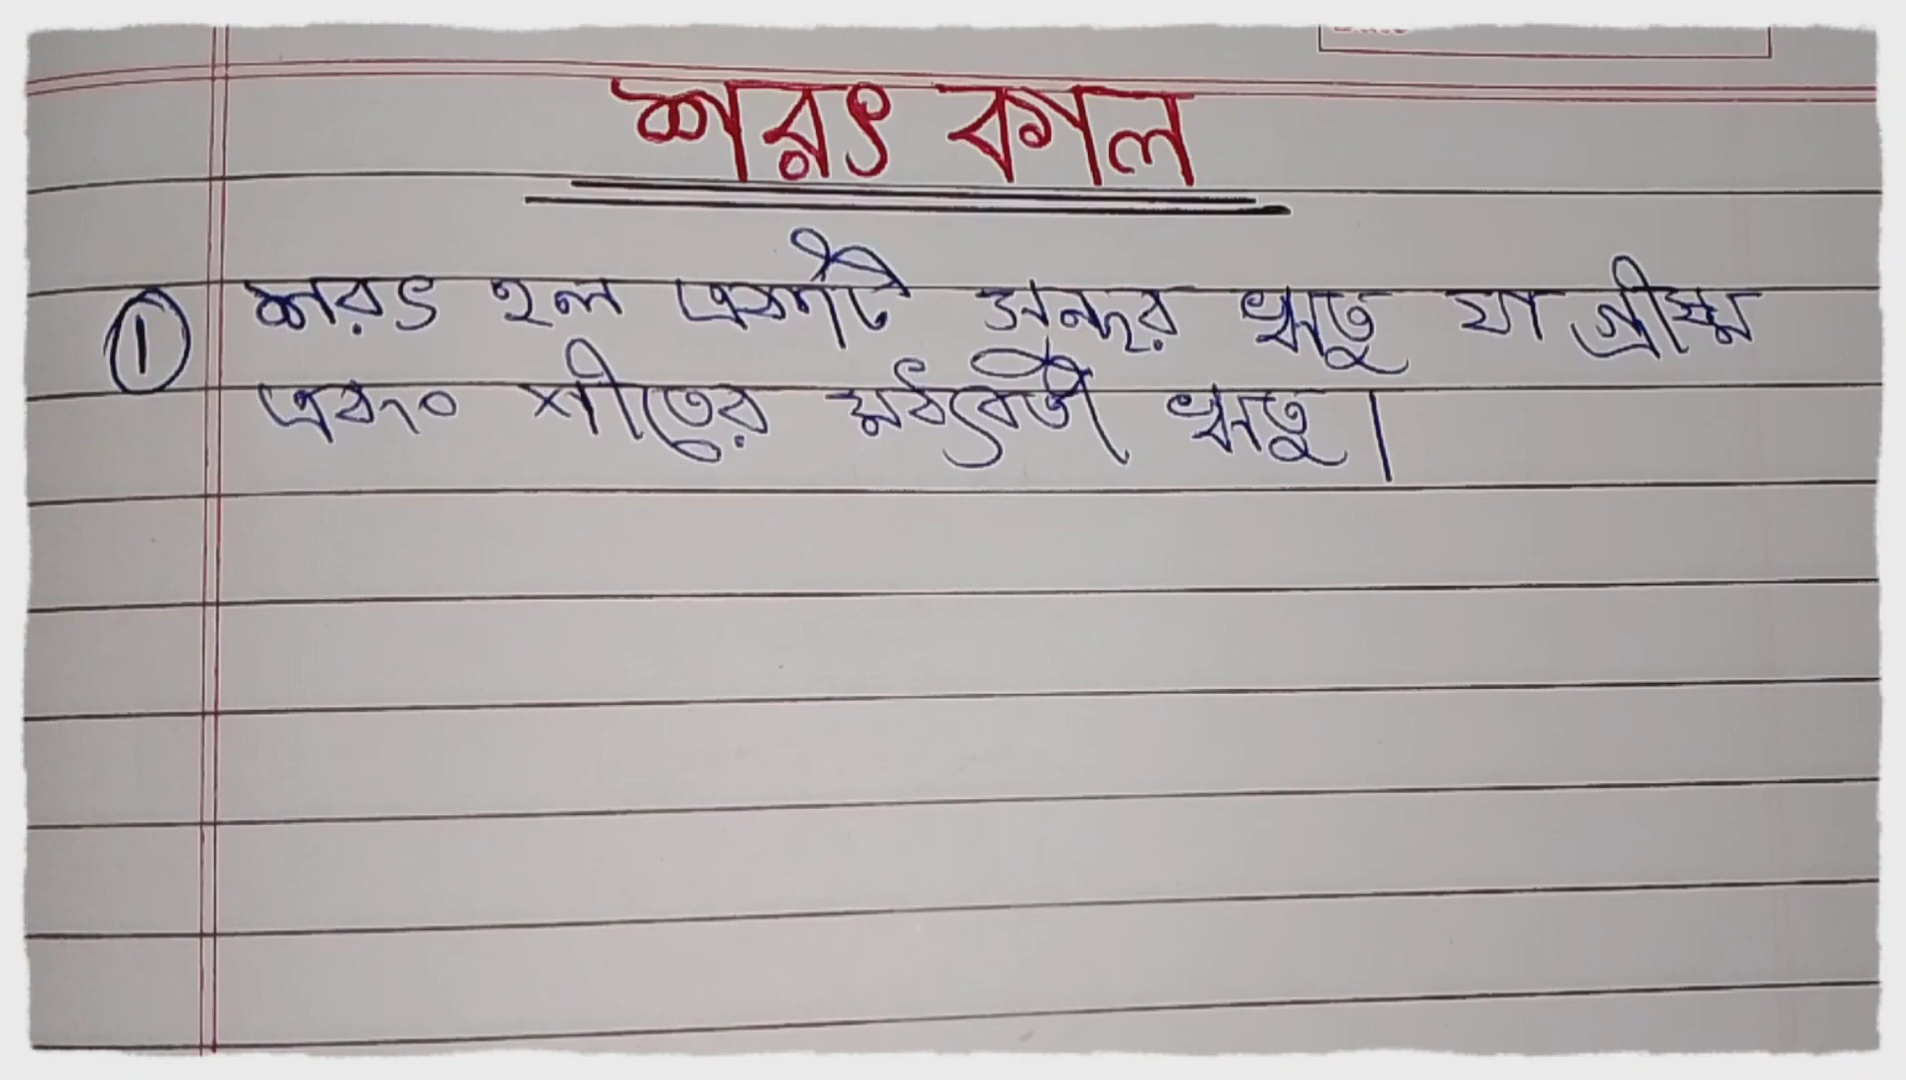 শরৎ কাল
① শরৎ হল একটি সুন্দর ঋতু যা গ্রীষ্ম
এবং শীতের মধ্যবর্তী ঋতু।